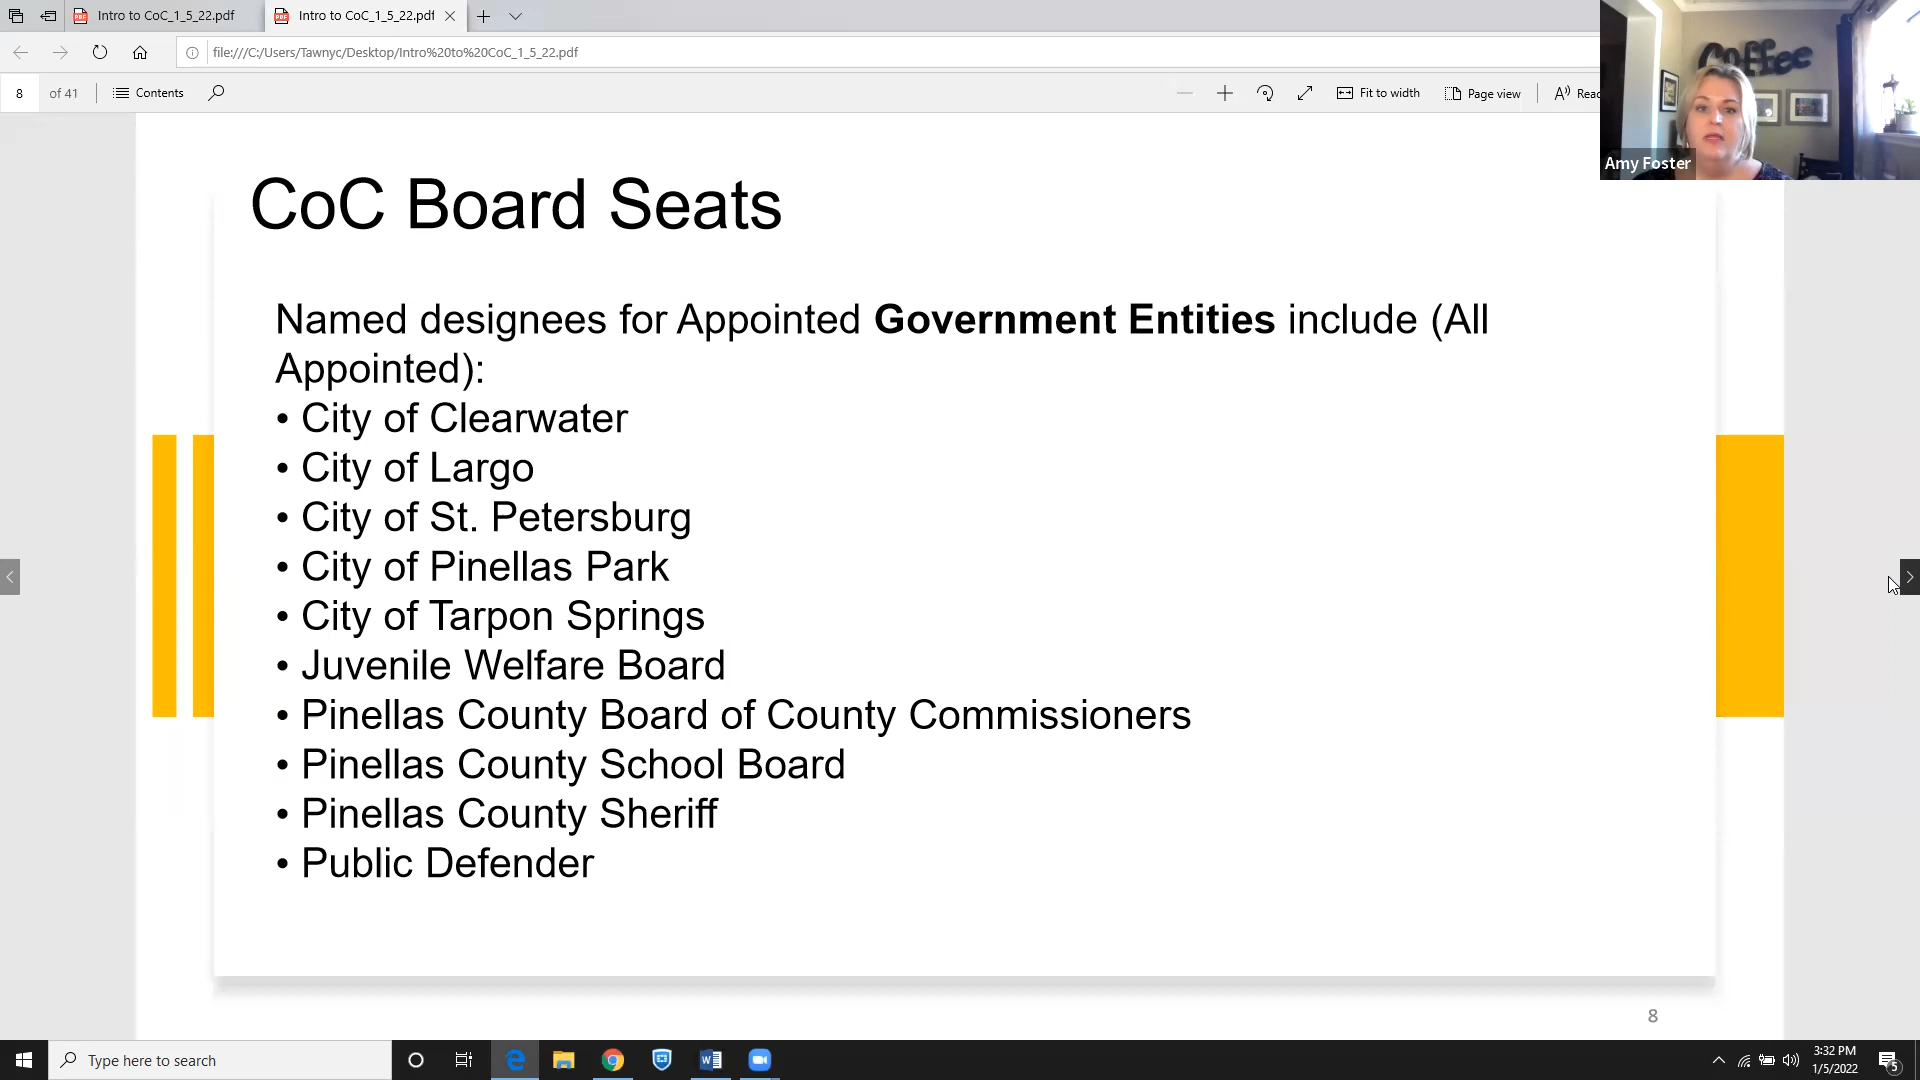 Intro to CoC_1_5_22.pdf
Intro to CoC_1_5_22.pdf
file:///C:/Users/Tawnyc/Desktop/Intro%20to%20CoC_1_5_22.pdf
8 of 41 Contents Fit to width Page view Read
Coffee
Amy Foster
CoC Board Seats
Named designees for Appointed Government Entities include (All
Appointed):
• City of Clearwater
• City of Largo
• City of St. Petersburg
• City of Pinellas Park
• City of Tarpon Springs
• Juvenile Welfare Board
• Pinellas County Board of County Commissioners
• Pinellas County School Board
• Pinellas County Sheriff
• Public Defender
8
Type here to search
3:32 PM
1/5/2022
5